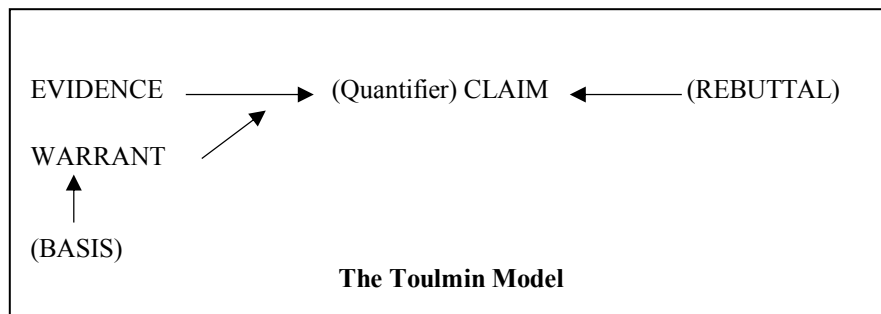 EVIDENCE (Quantifier) CLAIM (REBUTTAL)
WARRANT
(BASIS)
The Toulmin Model